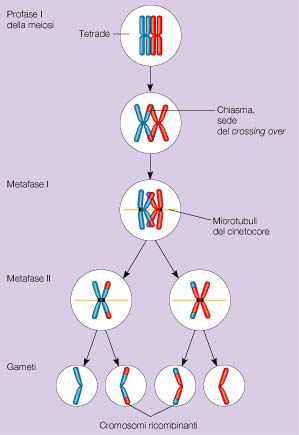 Profase I
della meiosi
Tetrade
Chiasma,
sede
del crossing over
Metafase I
Microtubuli
del cinetocore
Metafase II
Gameti
Cromosomi ricombinanti